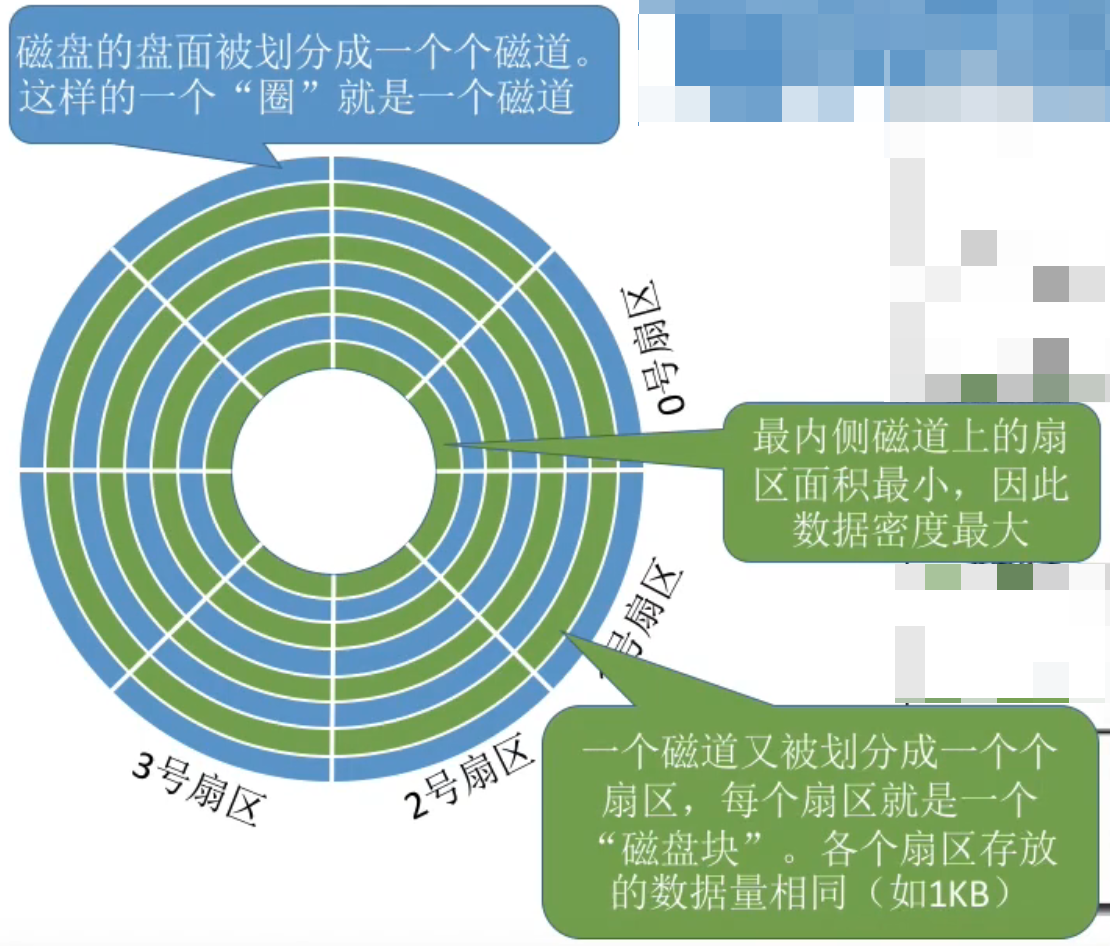 磁盘的盘面被划分成一个个磁道。
这样的一个“圈”就是一个磁道
0号扇区
最内侧磁道上的扇
区面积最小，因此
数据密度最大
号扇区
3号扇区
2号扇区
一个磁道又被划分成一个个
扇区，每个扇区就是一个
“磁盘块”。各个扇区存放
的数据量相同（如1KB）